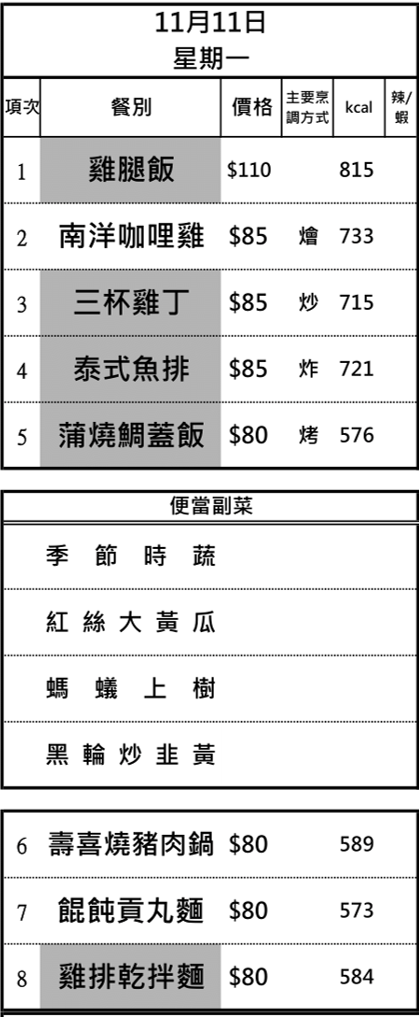 11月11日
星期一
項次 餐別 價格 主要烹調方式 kcal 辣/蝦
1 雞腿飯 $110 815
2 南洋咖哩雞 $85 燴 733
3 三杯雞丁 $85 炒 715
4 泰式魚排 $85 炸 721
5 蒲燒鯛蓋飯 $80 烤 576
便當副菜
季節時蔬
紅絲大黃瓜
螞蟻上樹
黑輪炒韭黃
6 壽喜燒豬肉鍋 $80 589
7 餛飩貢丸麵 $80 573
8 雞排乾拌麵 $80 584